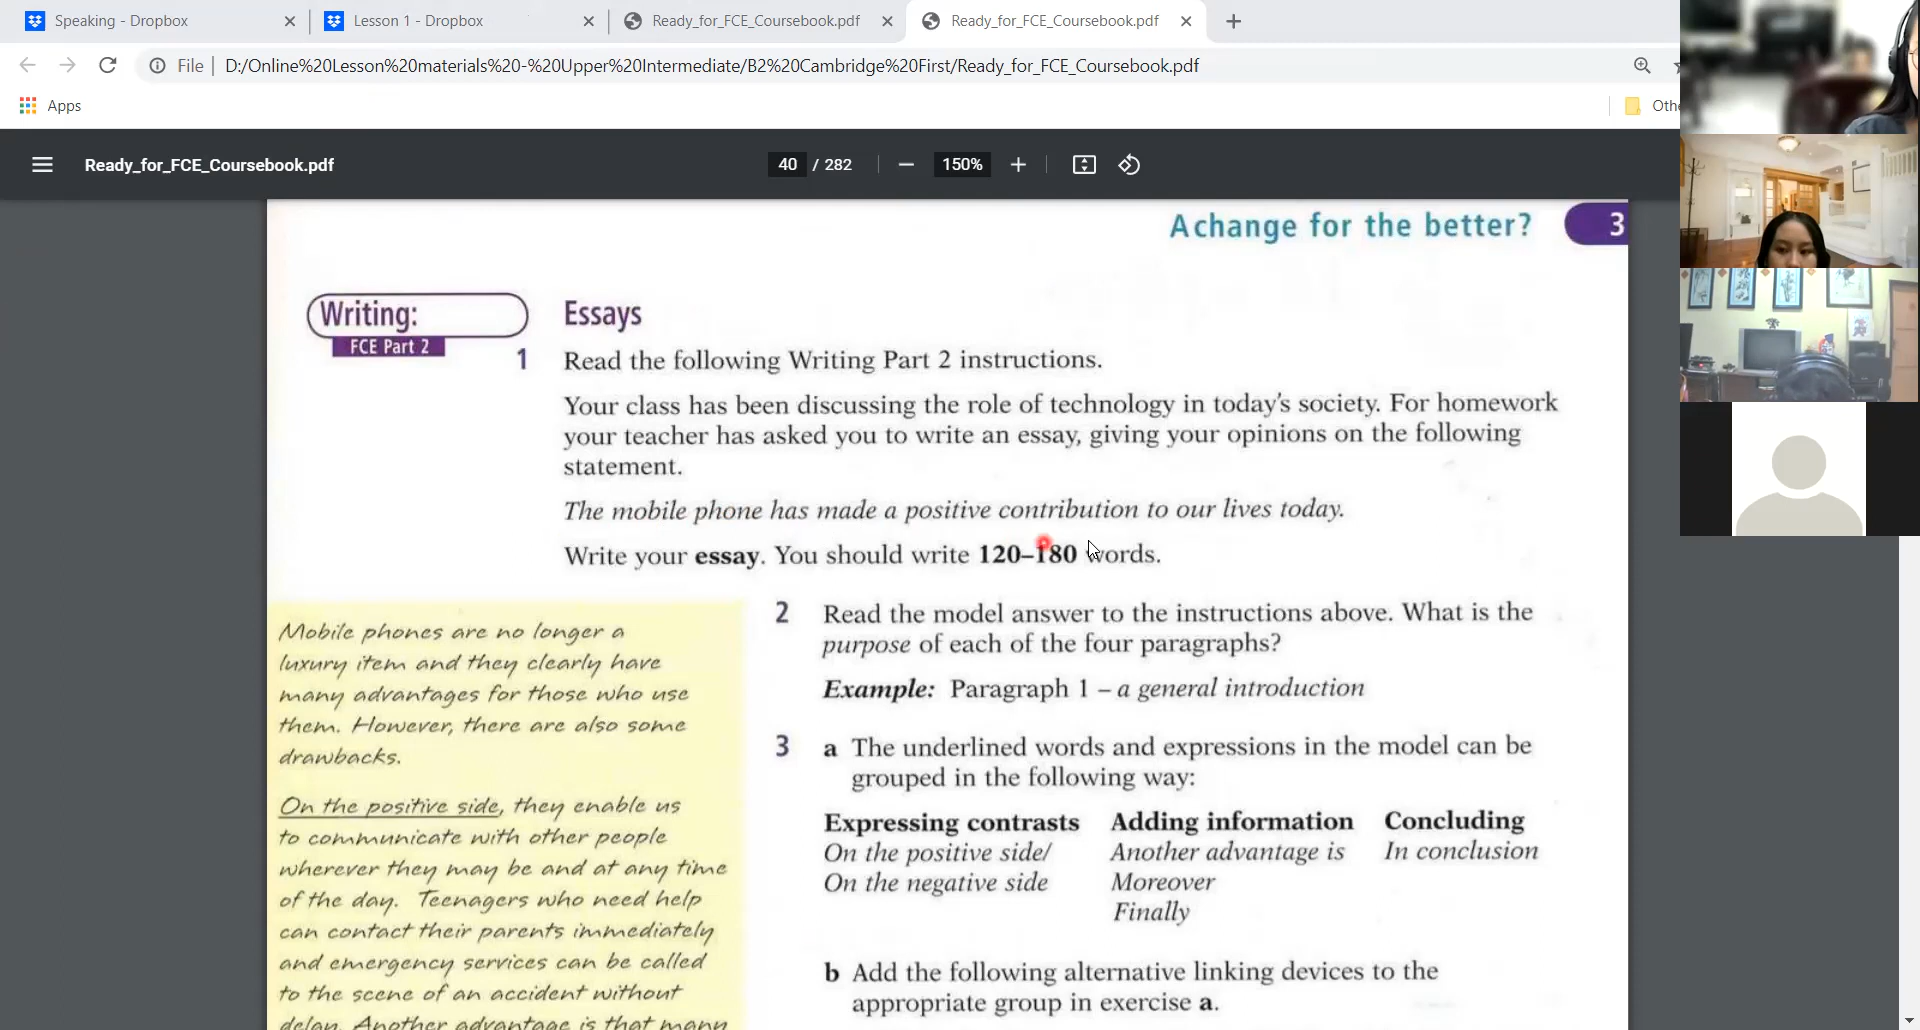 Speaking - Dropbox
Lesson 1 - Dropbox
Ready_for_FCE_Coursebook.pdf
Ready_for_FCE_Coursebook.pdf
File
D:/Online%20Lesson%20materials%20-%20Upper%20Intermediate/B2%20Cambridge%20First/Ready_for_FCE_Coursebook.pdf
Apps
Othe
Ready_for_FCE_Coursebook.pdf
40 / 282
150%
A change for the better?
3
Writing:
FCE Part 2
Essays
1 Read the following Writing Part 2 instructions.
Your class has been discussing the role of technology in today's society. For homework
your teacher has asked you to write an essay, giving your opinions on the following
statement.
The mobile phone has made a positive contribution to our lives today.
Write your essay. You should write 120–180 words.
Mobile phones are no longer a
luxury item and they clearly have
many advantages for those who use
them. However, there are also some
drawbacks.
On the positive side, they enable us
to communicate with other people
wherever they may be and at any time
of the day. Teenagers who need help
can contact their parents immediately
and emergency services can be called
to the scene of an accident without
delay. Another advantage is that many
2 Read the model answer to the instructions above. What is the
purpose of each of the four paragraphs?
Example: Paragraph 1 – a general introduction
3 a The underlined words and expressions in the model can be
grouped in the following way:
Expressing contrasts Adding information Concluding
On the positive side/ Another advantage is In conclusion
On the negative side Moreover
Finally
b Add the following alternative linking devices to the
appropriate group in exercise a.